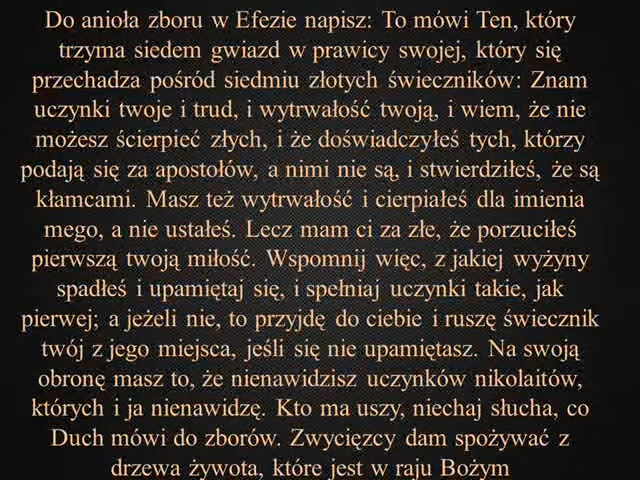 Do anioła zboru w Efezie napisz: To mówi Ten, który
trzyma siedem gwiazd w prawicy swojej, który się
przechadza pośród siedmiu złotych świeczników: Znam
uczynki twoje i trud, i wytrwałość twoją, i wiem, że nie
możesz ścierpieć złych, i że doświadczyłeś tych, którzy
podają się za apostołów, a nimi nie są, i stwierdziłeś, że są
kłamcami. Masz też wytrwałość i cierpiałeś dla imienia
mego, a nie ustałeś. Lecz mam ci za złe, że porzuciłeś
pierwszą twoją miłość. Wspomnij więc, z jakiej wyżyny
spadłeś i upamiętaj się, i spełniaj uczynki takie, jak
pierwej; a jeżeli nie, to przyjdę do ciebie i ruszę świecznik
twój z jego miejsca, jeśli się nie upamiętasz. Na swoją
obronę masz to, że nienawidzisz uczynków nikolaitów,
których i ja nienawidzę. Kto ma uszy, niechaj słucha, co
Duch mówi do zborów. Zwycięzcy dam spożywać z
drzewa żywota, które jest w raju Bożym